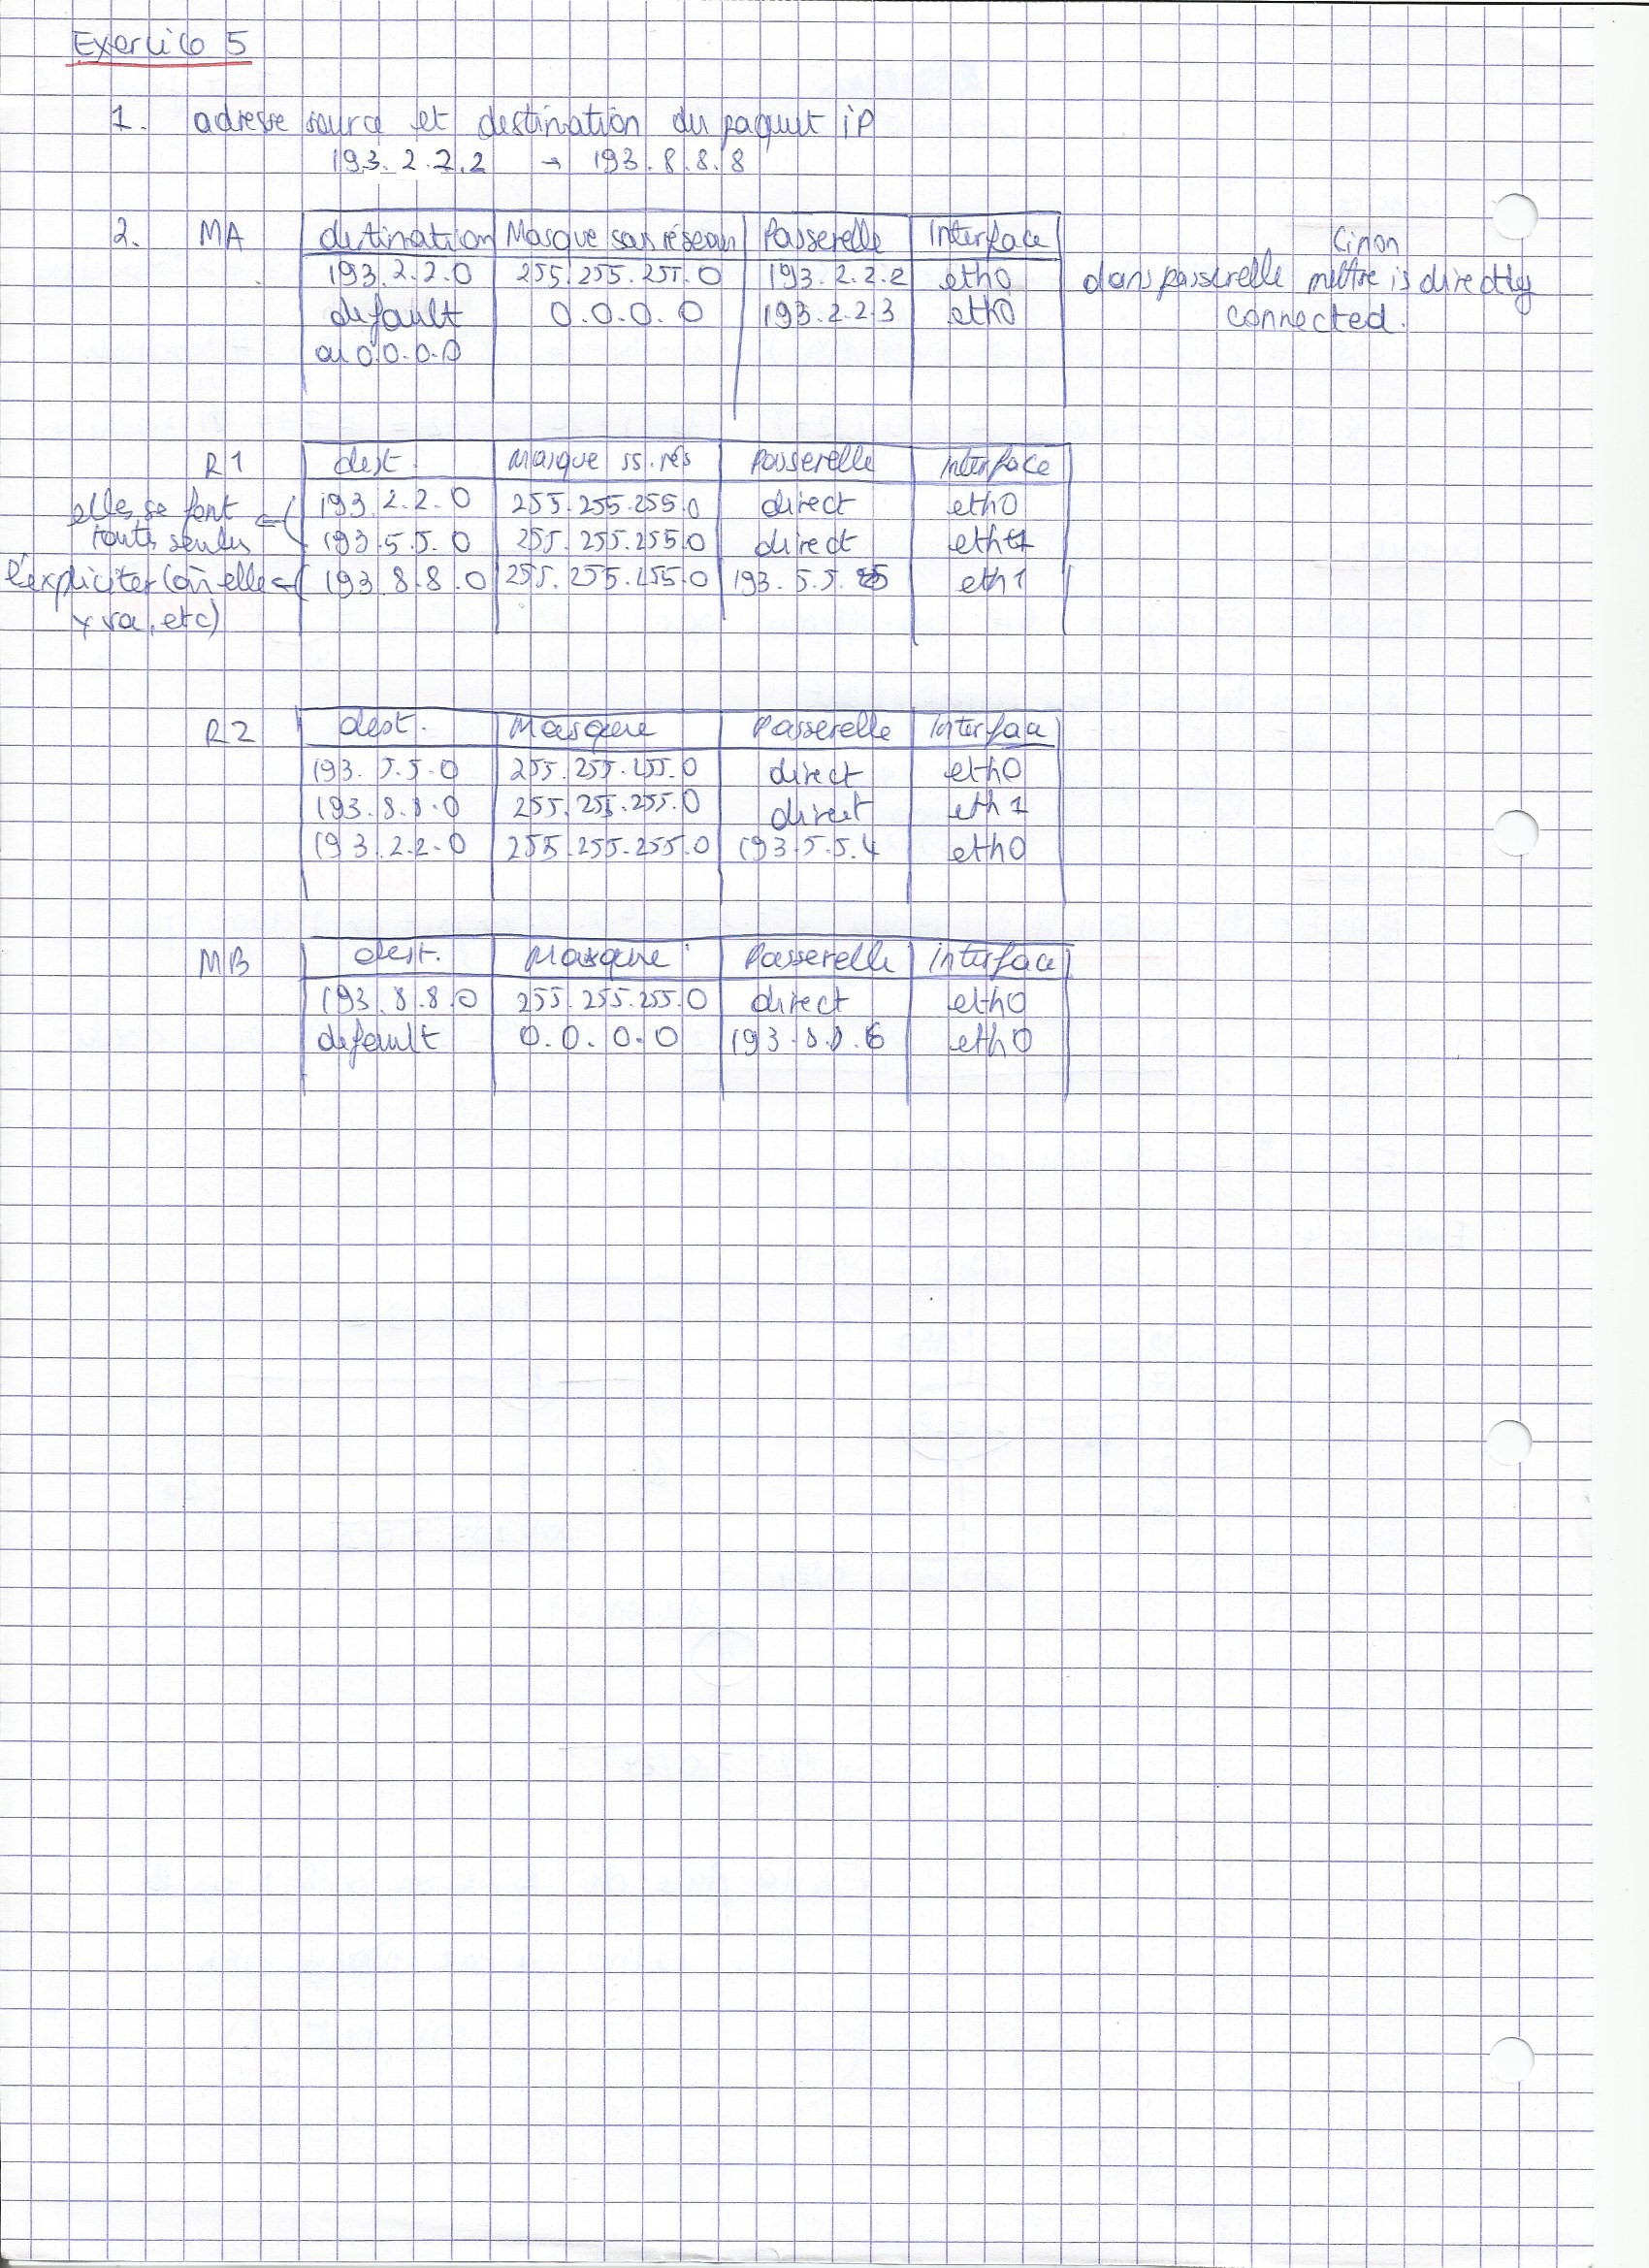 Exercice 5
1. adresse source et destination du paquet iP
193.2.2.2 → 193.8.8.8
2. MA destination Masque sous réseau Passerelle Interface
193.2.2.0 255.255.255.0 193.2.2.2 eth0
default 0.0.0.0 193.2.2.3 eth0
ou 0.0.0.0
Cinon
dans passerelle mettre is directly
connected.
R1 dest. Masque ss.rés Passerelle Interface
193.2.2.0 255.255.255.0 direct eth0
193.5.5.0 255.255.255.0 direct eth1
193.8.8.0 255.255.255.0 193.5.5.5 eth1
elles se font
toutes seules
l'expliciter (où elle
y va, etc)
R2 dest. Masque Passerelle Interface
193.5.5.0 255.255.255.0 direct eth0
193.8.8.0 255.255.255.0 direct eth1
193.2.2.0 255.255.255.0 193.5.5.4 eth0
MB dest. Masque Passerelle Interface
193.8.8.0 255.255.255.0 direct eth0
default 0.0.0.0 193.8.8.6 eth0